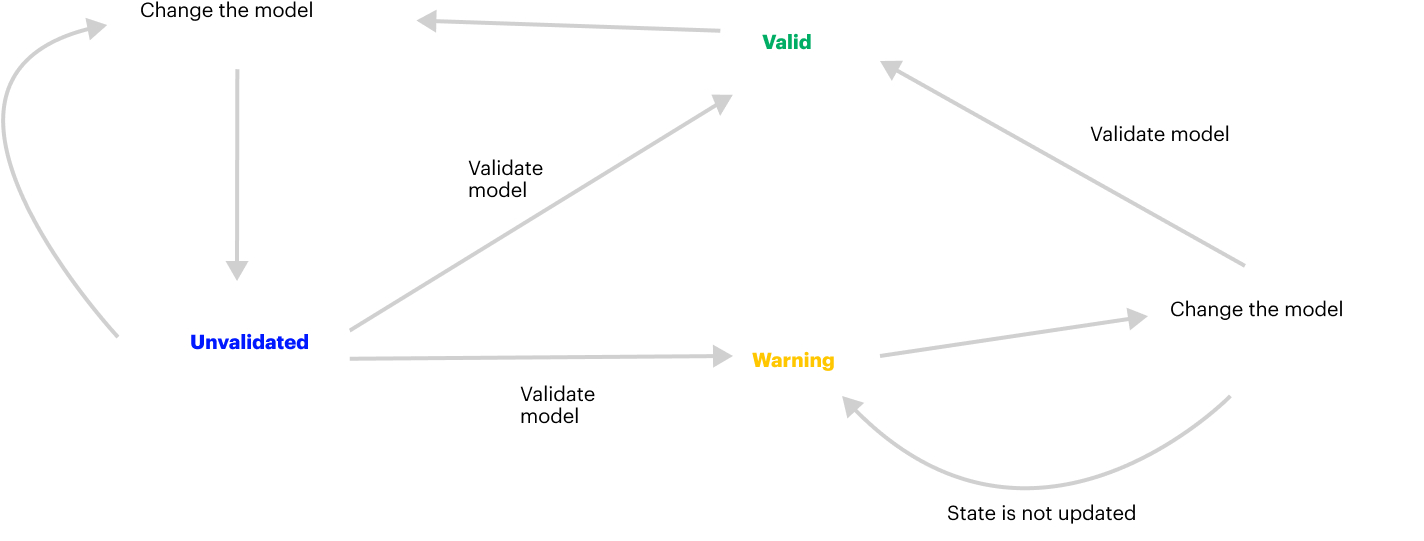 Change the model
Valid
Validate model
Validate
model
Change the model
Unvalidated
Warning
Validate
model
State is not updated